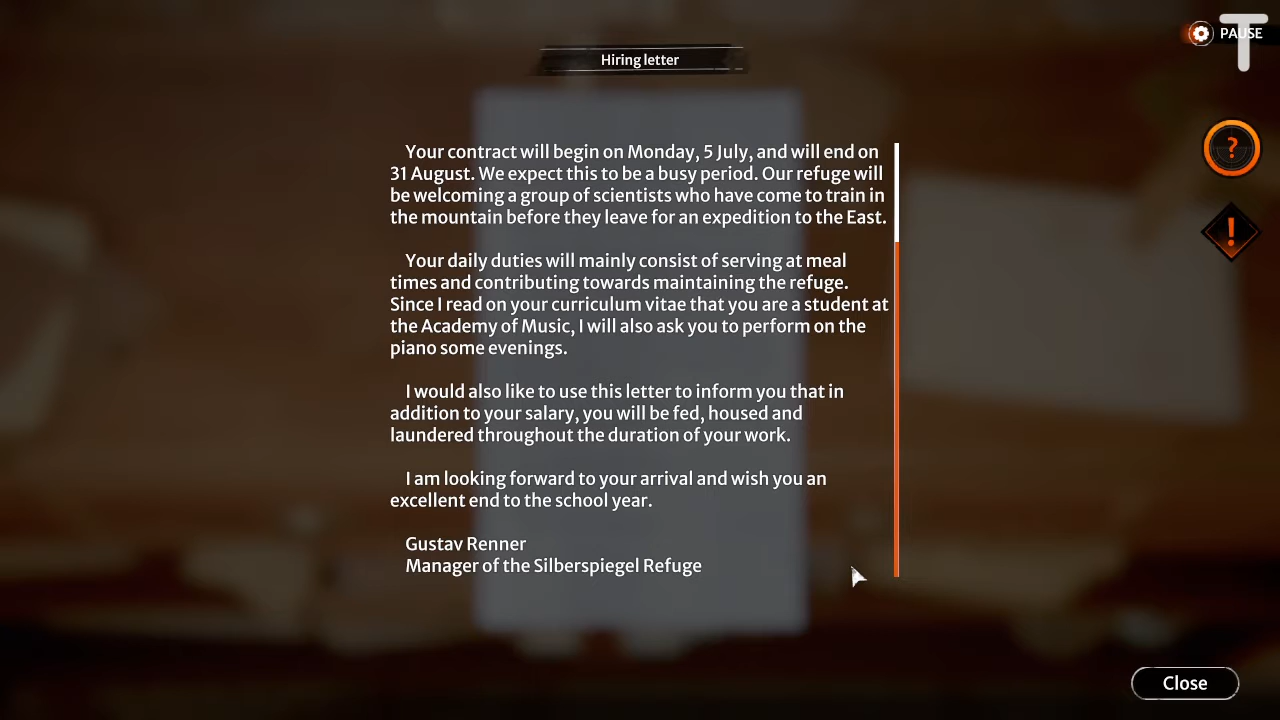 PAUSE
T
Hiring letter
Your contract will begin on Monday, 5 July, and will end on
31 August. We expect this to be a busy period. Our refuge will
be welcoming a group of scientists who have come to train in
the mountain before they leave for an expedition to the East.
Your daily duties will mainly consist of serving at meal
times and contributing towards maintaining the refuge.
Since I read on your curriculum vitae that you are a student at
the Academy of Music, I will also ask you to perform on the
piano some evenings.
I would also like to use this letter to inform you that in
addition to your salary, you will be fed, housed and
laundered throughout the duration of your work.
I am looking forward to your arrival and wish you an
excellent end to the school year.
Gustav Renner
Manager of the Silberspiegel Refuge
?
!
Close